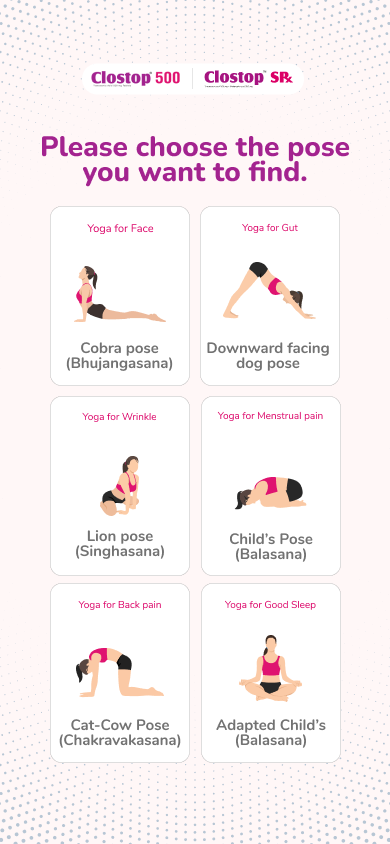 Clostop 500
Clostop SRx
Please choose the pose
you want to find.
Yoga for Face
Cobra pose
(Bhujangasana)
Yoga for Gut
Downward facing
dog pose
Yoga for Wrinkle
Lion pose
(Singhasana)
Yoga for Menstrual pain
Child's Pose
(Balasana)
Yoga for Back pain
Cat-Cow Pose
(Chakravakasana)
Yoga for Good Sleep
Adapted Child's
(Balasana)